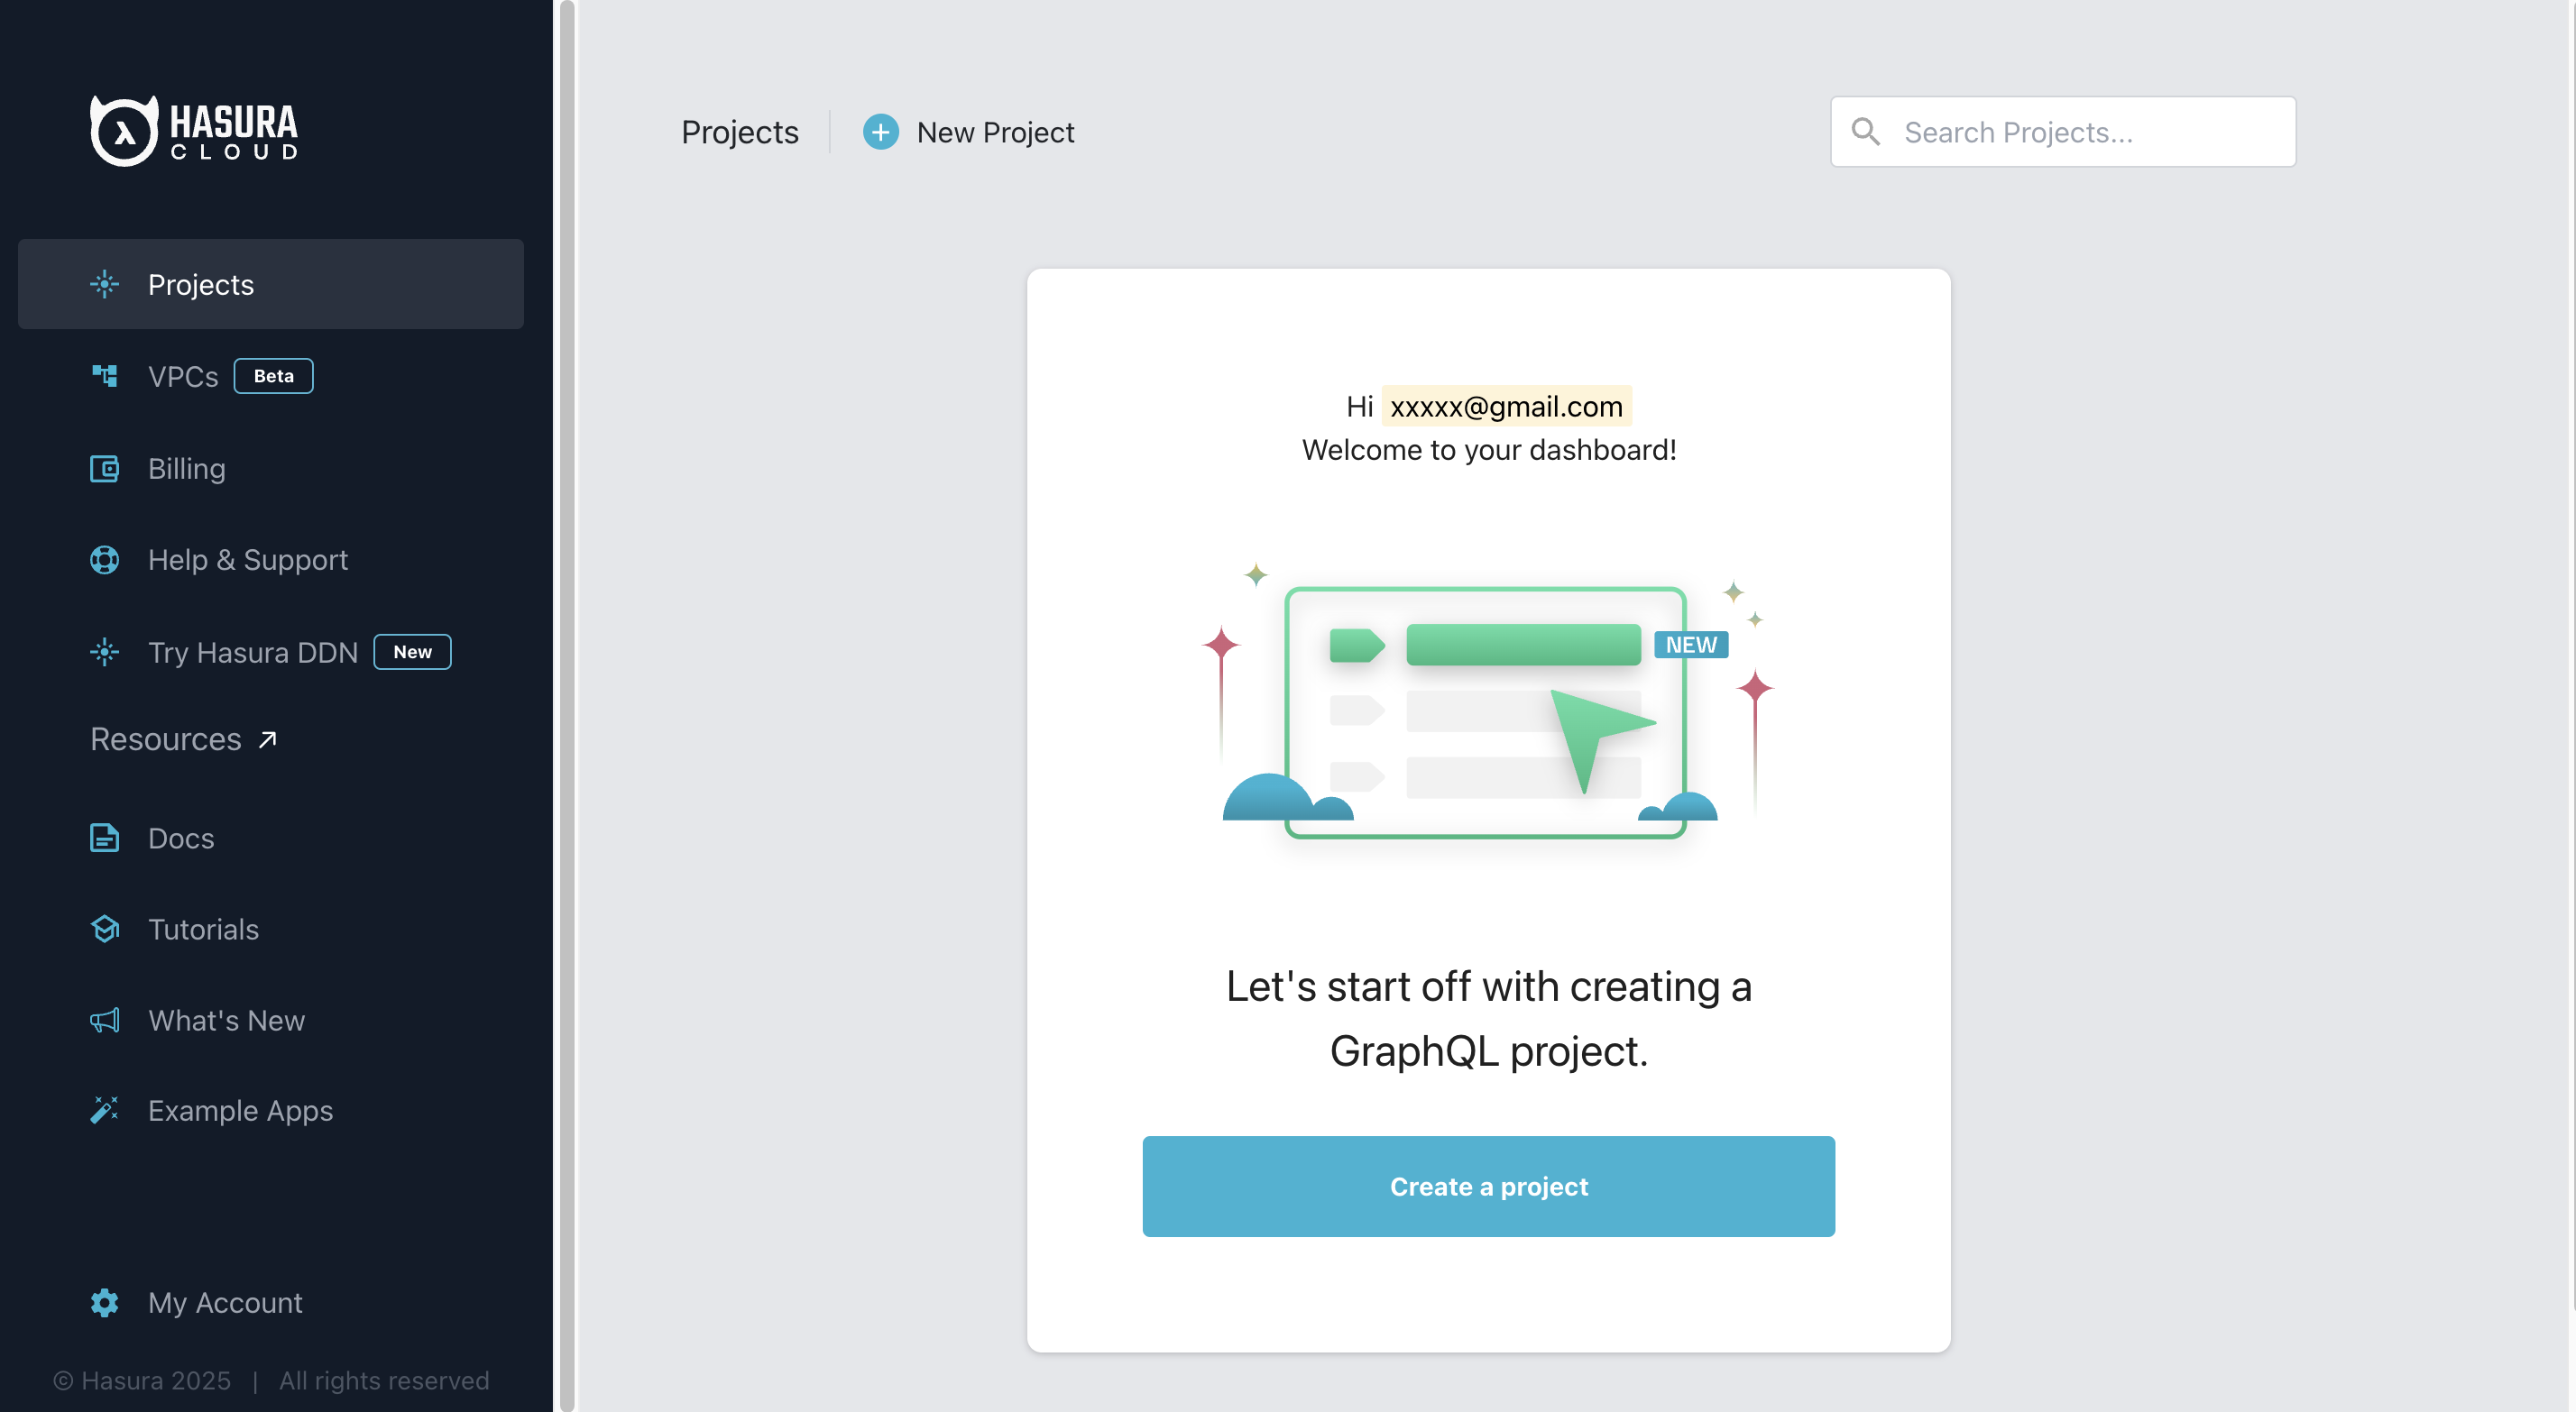 HASURA
CLOUD
Projects
VPCs Beta
Billing
Help & Support
Try Hasura DDN New
Resources
Docs
Tutorials
What's New
Example Apps
My Account
© Hasura 2025 | All rights reserved
Projects
New Project
Search Projects...
Hi xxxxx@gmail.com
Welcome to your dashboard!
NEW
Let's start off with creating a
GraphQL project.
Create a project